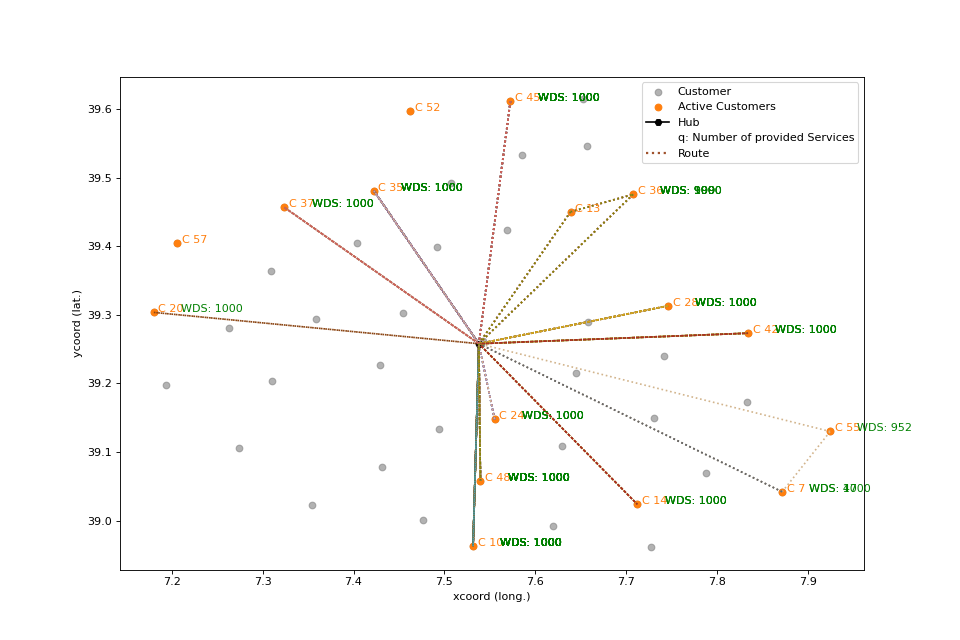 Customer
Active Customers
Hub
q: Number of provided Services
Route
C 45 WDS: 1000
C 52
C 35 WDS: 1000
C 36
C 37 WDS: 1000
C 13
C 57
C 20 WDS: 1000
C 28 WDS: 1000
C 42 WDS: 1000
C 24 WDS: 1000
C 55 WDS: 952
C 48 WDS: 1000
C 7 WDS:
C 14 WDS: 1000
C 10 WDS: 1000
39.6
39.5
39.4
39.3
39.2
39.1
39.0
ycoord (lat.)
7.2 7.3 7.4 7.5 7.6 7.7 7.8 7.9
xcoord (long.)